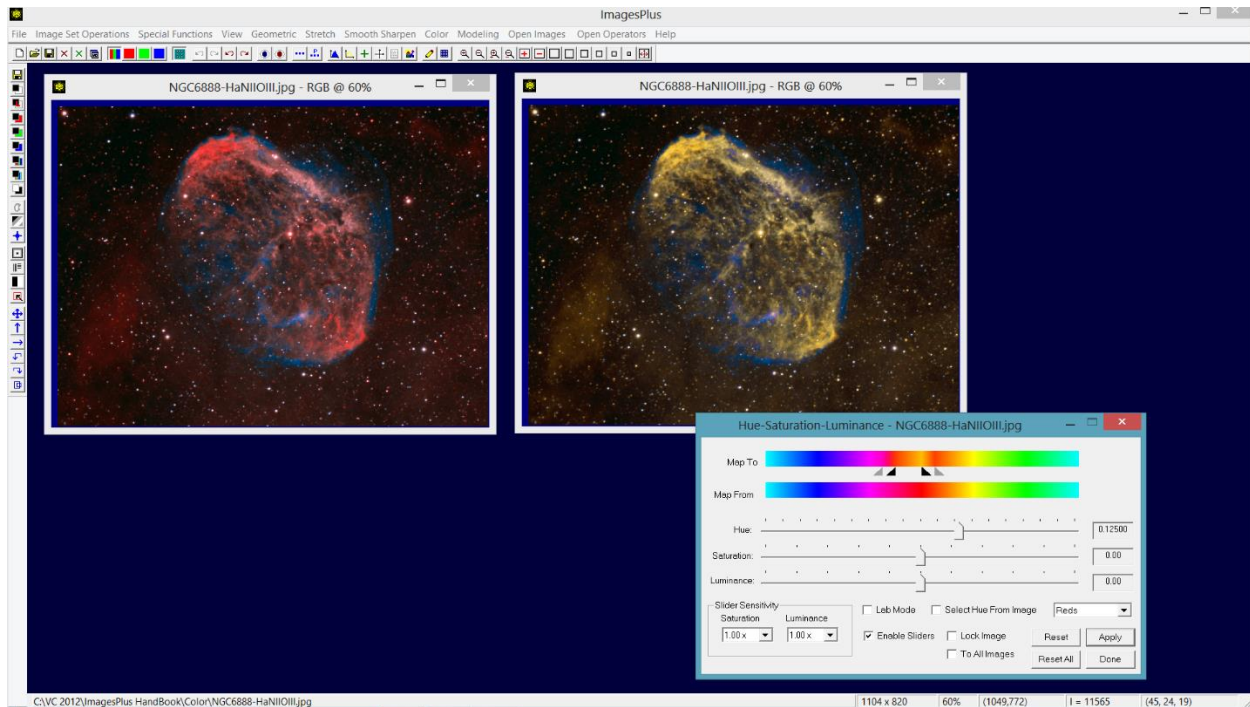 ImagesPlus
File Image Set Operations Special Functions View Geometric Stretch Smooth Sharpen Color Modeling Open Images Open Operators Help
NGC6888-HaNIIOIII.jpg - RGB @ 60%
NGC6888-HaNIIOIII.jpg - RGB @ 60%
Hue-Saturation-Luminance - NGC6888-HaNIIOIII.jpg
Map To
Map From
Hue: 0.12500
Saturation: 0.00
Luminance: 0.00
Slider Sensitivity
Saturation Luminance
1.00 x 1.00 x
Lab Mode Select Hue From Image Reds
Enable Sliders Lock Image Reset Apply
To All Images Reset All Done
C:\VC 2012\ImagesPlus HandBook\Color\NGC6888-HaNIIOIII.jpg 1104 x 820 60% (1049,772) I = 11565 (45, 24, 19)